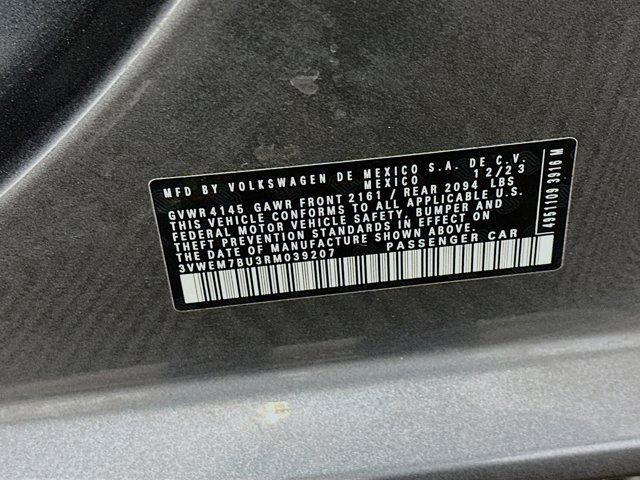 MFD BY VOLKSWAGEN DE MEXICO S.A. DE C.V.
MEXICO 12/23
GVWR 4145 GAWR FRONT 2161 / REAR 2094 LBS
THIS VEHICLE CONFORMS TO ALL APPLICABLE U.S.
FEDERAL MOTOR VEHICLE SAFETY, BUMPER AND
THEFT PREVENTION STANDARDS IN EFFECT ON
THE DATE OF MANUFACTURE SHOWN ABOVE.
3VWEM7BU3RM039207 PASSENGER CAR
4951109 3916 M